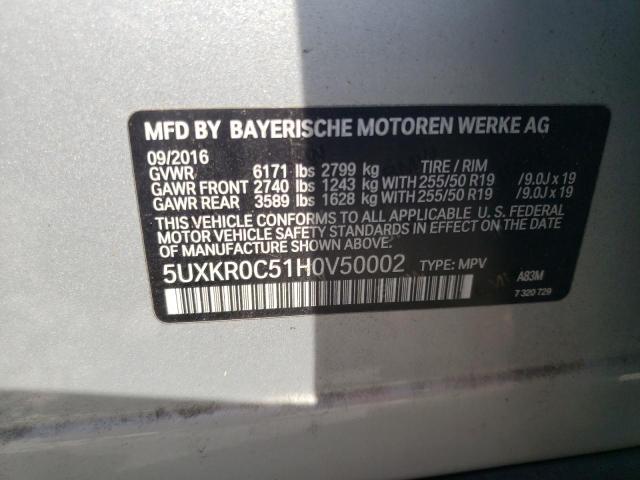 MFD BY BAYERISCHE MOTOREN WERKE AG
09/2016
GVWR 6171 lbs 2799 kg TIRE / RIM
GAWR FRONT 2740 lbs 1243 kg WITH 255/50 R19 /9.0J x 19
GAWR REAR 3589 lbs 1628 kg WITH 255/50 R19 /9.0J x 19
THIS VEHICLE CONFORMS TO ALL APPLICABLE U.S. FEDERAL
MOTOR VEHICLE SAFETY STANDARDS IN EFFECT ON THE DATE
OF MANUFACTURE SHOWN ABOVE.
5UXKR0C51H0V50002 TYPE: MPV
A83M
7 320 729